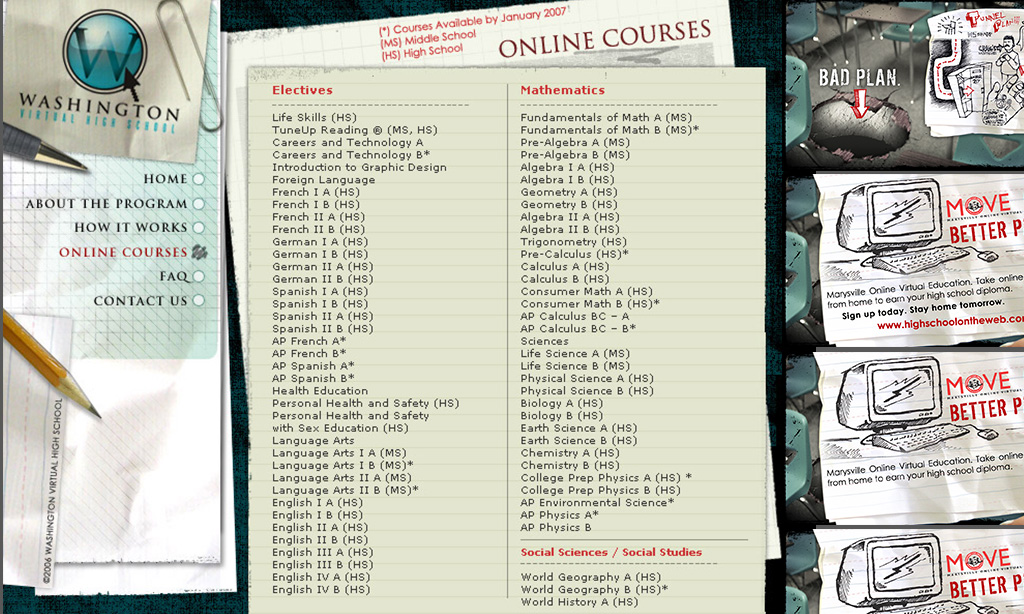 WASHINGTON
VIRTUAL HIGH SCHOOL
HOME
ABOUT THE PROGRAM
HOW IT WORKS
ONLINE COURSES
FAQ
CONTACT US
©2006 WASHINGTON VIRTUAL HIGH SCHOOL
(*) Courses Available by January 2007
(MS) Middle School
(HS) High School
ONLINE COURSES
Electives
Life Skills (HS)
TuneUp Reading ® (MS, HS)
Careers and Technology A
Careers and Technology B*
Introduction to Graphic Design
Foreign Language
French I A (HS)
French I B (HS)
French II A (HS)
French II B (HS)
German I A (HS)
German I B (HS)
German II A (HS)
German II B (HS)
Spanish I A (HS)
Spanish I B (HS)
Spanish II A (HS)
Spanish II B (HS)
AP French A*
AP French B*
AP Spanish A*
AP Spanish B*
Health Education
Personal Health and Safety (HS)
Personal Health and Safety
with Sex Education (HS)
Language Arts
Language Arts I A (MS)
Language Arts I B (MS)*
Language Arts II A (MS)
Language Arts II B (MS)*
English I A (HS)
English I B (HS)
English II A (HS)
English II B (HS)
English III A (HS)
English III B (HS)
English IV A (HS)
English IV B (HS)
Mathematics
Fundamentals of Math A (MS)
Fundamentals of Math B (MS)*
Pre-Algebra A (MS)
Pre-Algebra B (MS)
Algebra I A (HS)
Algebra I B (HS)
Geometry A (HS)
Geometry B (HS)
Algebra II A (HS)
Algebra II B (HS)
Trigonometry (HS)
Pre-Calculus (HS)*
Calculus A (HS)
Calculus B (HS)
Consumer Math A (HS)
Consumer Math B (HS)*
AP Calculus BC – A
AP Calculus BC – B*
Sciences
Life Science A (MS)
Life Science B (MS)
Physical Science A (HS)
Physical Science B (HS)
Biology A (HS)
Biology B (HS)
Earth Science A (HS)
Earth Science B (HS)
Chemistry A (HS)
Chemistry B (HS)
College Prep Physics A (HS) *
College Prep Physics B (HS)
AP Environmental Science*
AP Physics A*
AP Physics B
Social Sciences / Social Studies
World Geography A (HS)
World Geography B (HS)*
World History A (HS)
BAD PLAN.
MOVE
MARYSVILLE ONLINE VIRTUAL
BETTER P
Marysville Online Virtual Education. Take online
from home to earn your high school diploma.
Sign up today. Stay home tomorrow.
www.highschoolontheweb.com
MOVE
MARYSVILLE ONLINE VIRTUAL
BETTER P
Marysville Online Virtual Education. Take online
from home to earn your high school diploma.
MOVE
MARYSVILLE ONLINE VIRTUAL
BETTER P